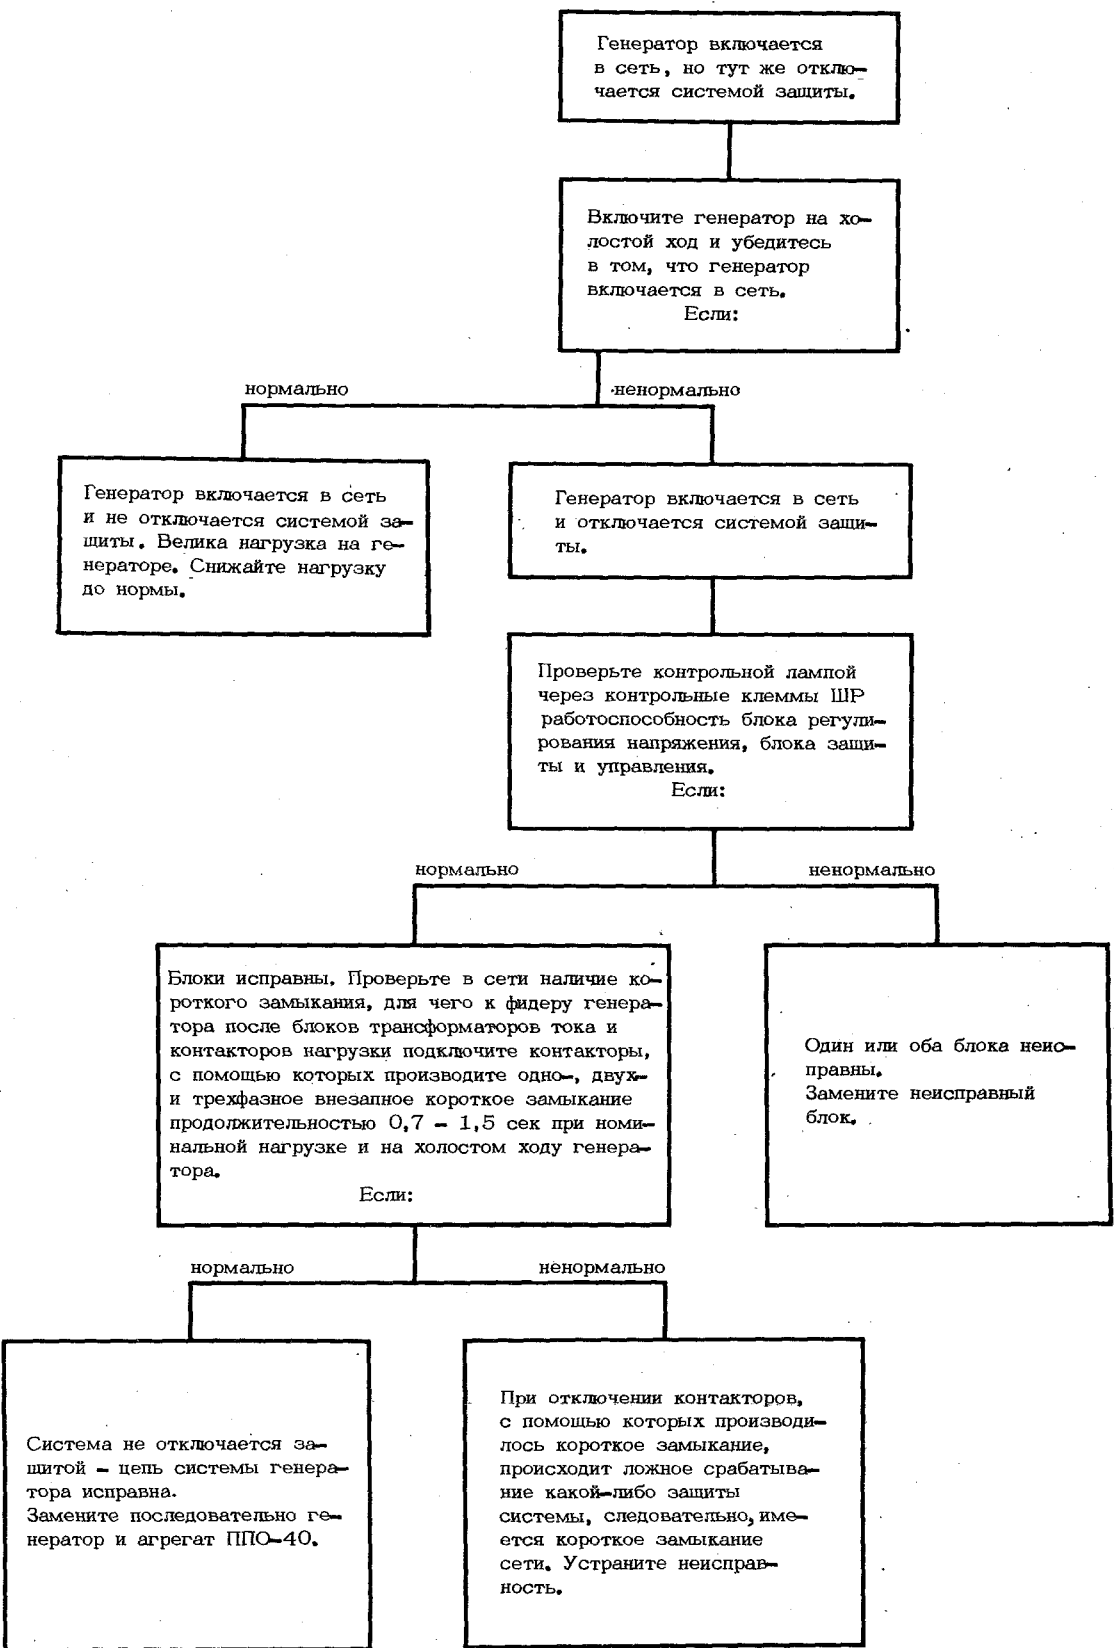 Генератор включается
в сеть, но тут же отклю-
чается системой защиты.
Включите генератор на хо-
лостой ход и убедитесь
в том, что генератор
включается в сеть.
Если:
нормально
ненормально
Генератор включается в сеть
и не отключается системой за-
щиты. Велика нагрузка на ге-
нераторе. Снижайте нагрузку
до нормы.
Генератор включается в сеть
и отключается системой защи-
ты.
Проверьте контрольной лампой
через контрольные клеммы ШР
работоспособность блока регули-
рования напряжения, блока защи-
ты и управления.
Если:
нормально
ненормально
Блоки исправны. Проверьте в сети наличие ко-
роткого замыкания, для чего к фидеру генера-
тора после блоков трансформаторов тока и
контакторов нагрузки подключите контакторы,
с помощью которых производите одно-, двух-
и трехфазное внезапное короткое замыкание
продолжительностью 0,7 - 1,5 сек при номи-
нальной нагрузке и на холостом ходу генера-
тора.
Если:
Один или оба блока неис-
правны.
Замените неисправный
блок.
нормально
ненормально
Система не отключается за-
щитой - цепь системы генера-
тора исправна.
Замените последовательно ге-
нератор и агрегат ППО-40.
При отключении контакторов,
с помощью которых производи-
лось короткое замыкание,
происходит ложное срабатыва-
ние какой-либо защиты
системы, следовательно, име-
ется короткое замыкание
сети. Устраните неисправ-
ность.